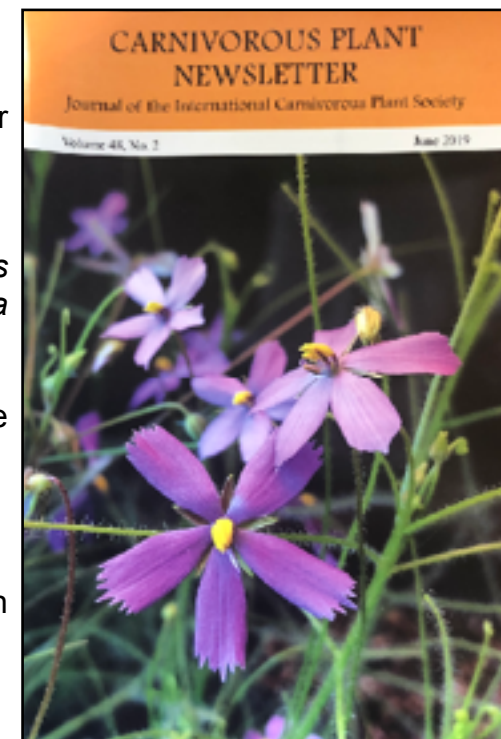 CARNIVOROUS PLANT
NEWSLETTER
Journal of the International Carnivorous Plant Society
Volume 48, No. 2
June 2019
r
s
a
e
n